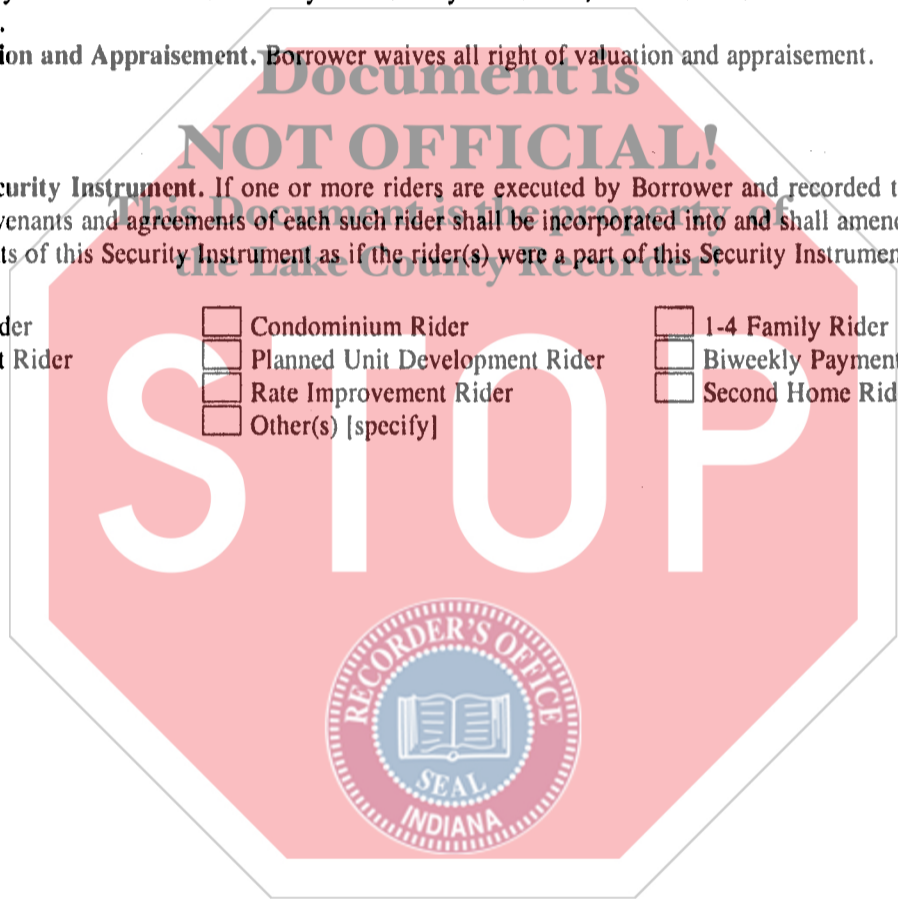 ion and Appraisement. Borrower waives all right of valuation and appraisement.
Document is
NOT OFFICIAL!
curity Instrument. If one or more riders are executed by Borrower and recorded t
This Document is the property of
venants and agreements of each such rider shall be incorporated into and shall amend
the Lake County Recorder!
ts of this Security Instrument as if the rider(s) were a part of this Security Instrumen
der Condominium Rider 1-4 Family Rider
t Rider Planned Unit Development Rider Biweekly Payment
Rate Improvement Rider Second Home Rid
Other(s) [specify]
STOP
RECORDER'S OFFICE
SEAL
INDIANA